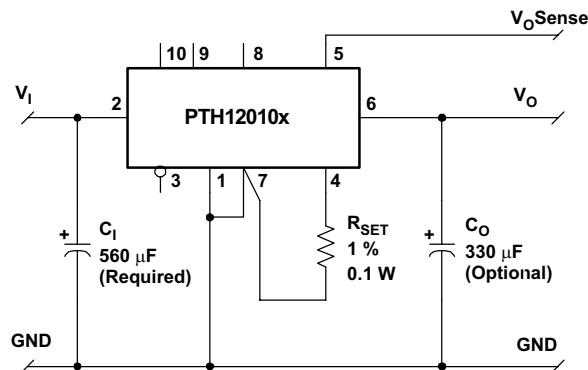 VOSense
10 9 8 5
VI
2
PTH12010x
6
VO
3 1 7 4
+
CI
560 μF
(Required)
RSET
1 %
0.1 W
+
CO
330 μF
(Optional)
GND
GND